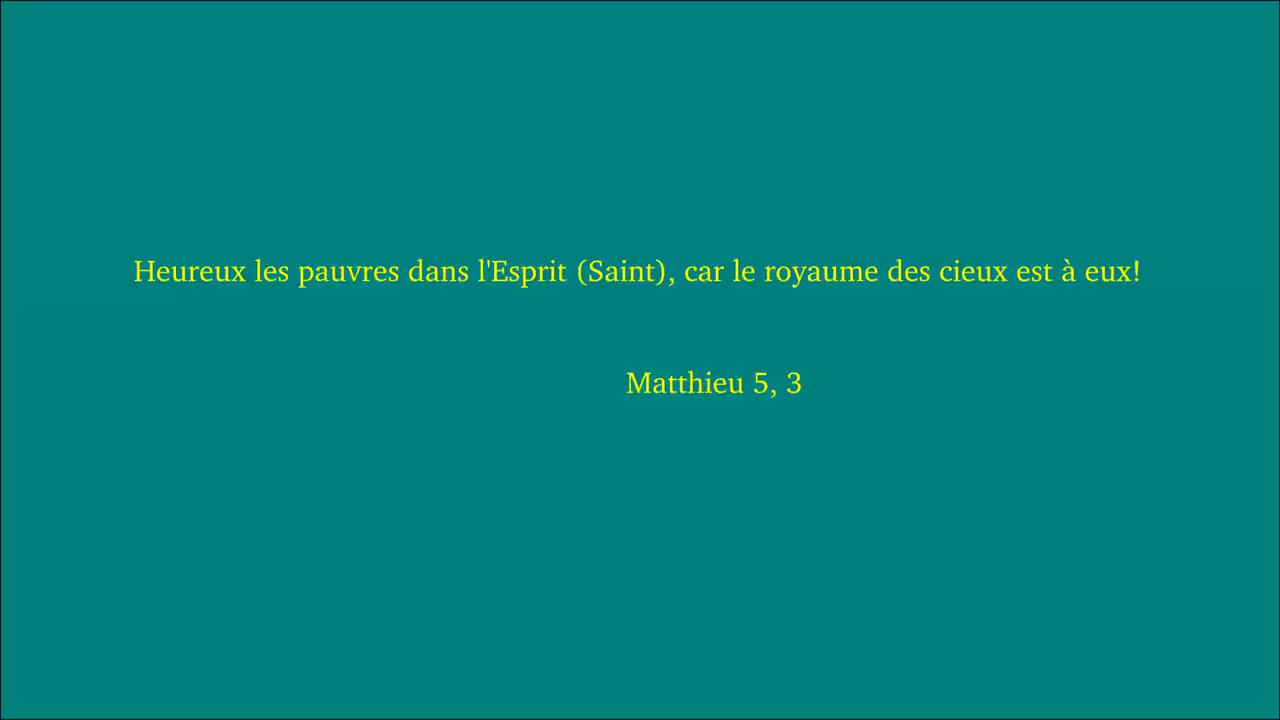 Heureux les pauvres dans l'Esprit (Saint), car le royaume des cieux est à eux!
Matthieu 5, 3